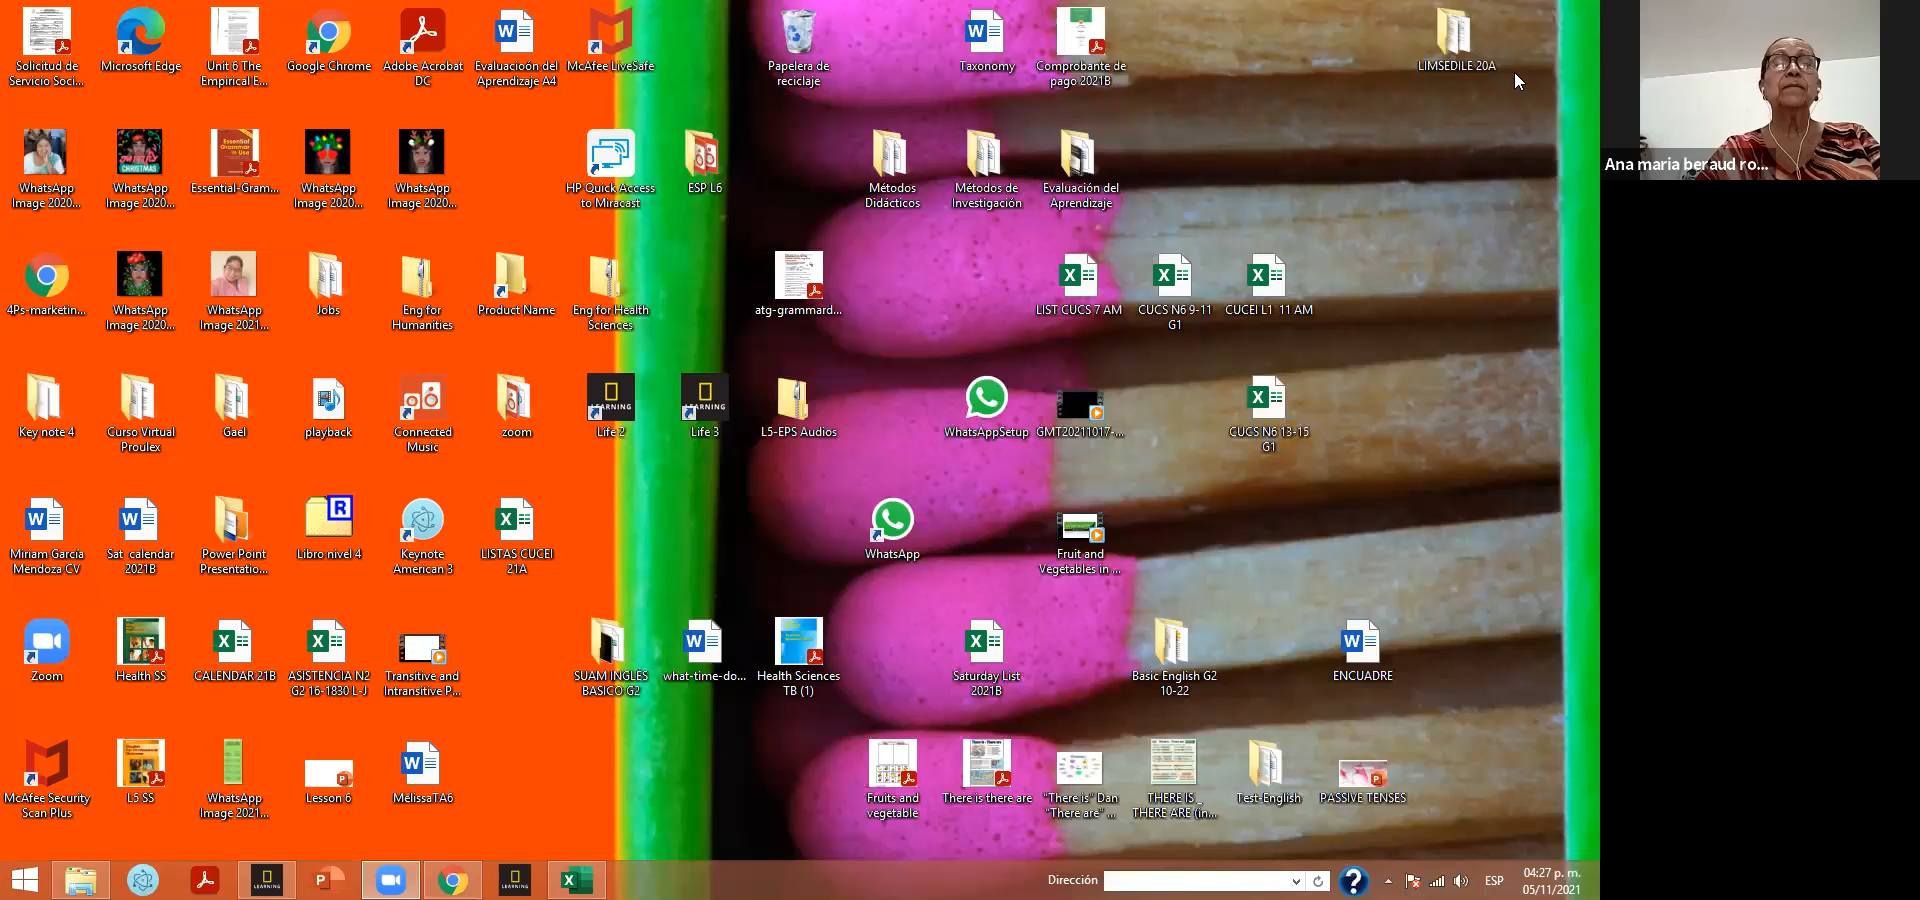 Solicitud de
Servicio Soci...
Microsoft Edge
Unit 6 The
Empirical E...
Google Chrome
Adobe Acrobat
DC
Evaluacioón del
Aprendizaje A4
McAfee LiveSafe
Papelera de
reciclaje
Taxonomy
Comprobante de
pago 2021B
LIMSEDILE 20A
Ana maria beraud ro...
WhatsApp
Image 2020...
WhatsApp
Image 2020...
Essential-Gram...
WhatsApp
Image 2020...
WhatsApp
Image 2020...
HP Quick Access
to Miracast
ESP L6
Métodos
Didácticos
Métodos de
Investigación
Evaluación del
Aprendizaje
4Ps-marketin...
WhatsApp
Image 2020...
WhatsApp
Image 2021...
Jobs
Eng for
Humanities
Product Name
Eng for Health
Sciences
atg-grammard...
LIST CUCS 7 AM
CUCS N6 9-11
G1
CUCEI L1 11 AM
Key note 4
Curso Virtual
Proulex
Gael
playback
Connected
Music
zoom
LEARNING
Life 2
LEARNING
Life 3
L5-EPS Audios
WhatsAppSetup
GMT20211017-...
CUCS N6 13-15
G1
Miriam Garcia
Mendoza CV
Sat calendar
2021B
Power Point
Presentatio...
R
Libro nivel 4
Keynote
American 3
LISTAS CUCEI
21A
WhatsApp
Fruit and
Vegetables in ...
Zoom
Health SS
CALENDAR 21B
ASISTENCIA N2
G2 16-1830 L-J
Transitive and
Intransitive P...
SUAM INGLES
BASICO G2
what-time-do...
Health Sciences
TB (1)
Saturday List
2021B
Basic English G2
10-22
ENCUADRE
McAfee Security
Scan Plus
L5 SS
WhatsApp
Image 2021...
Lesson 6
MelissaTA6
Fruits and
vegetable
There is there are
"There is" Dan
"There are" ...
THERE IS _
THERE ARE (in...
Test-English
PASSIVE TENSES
LEARNING
LEARNING
Dirección
ESP
04:27 p. m.
05/11/2021